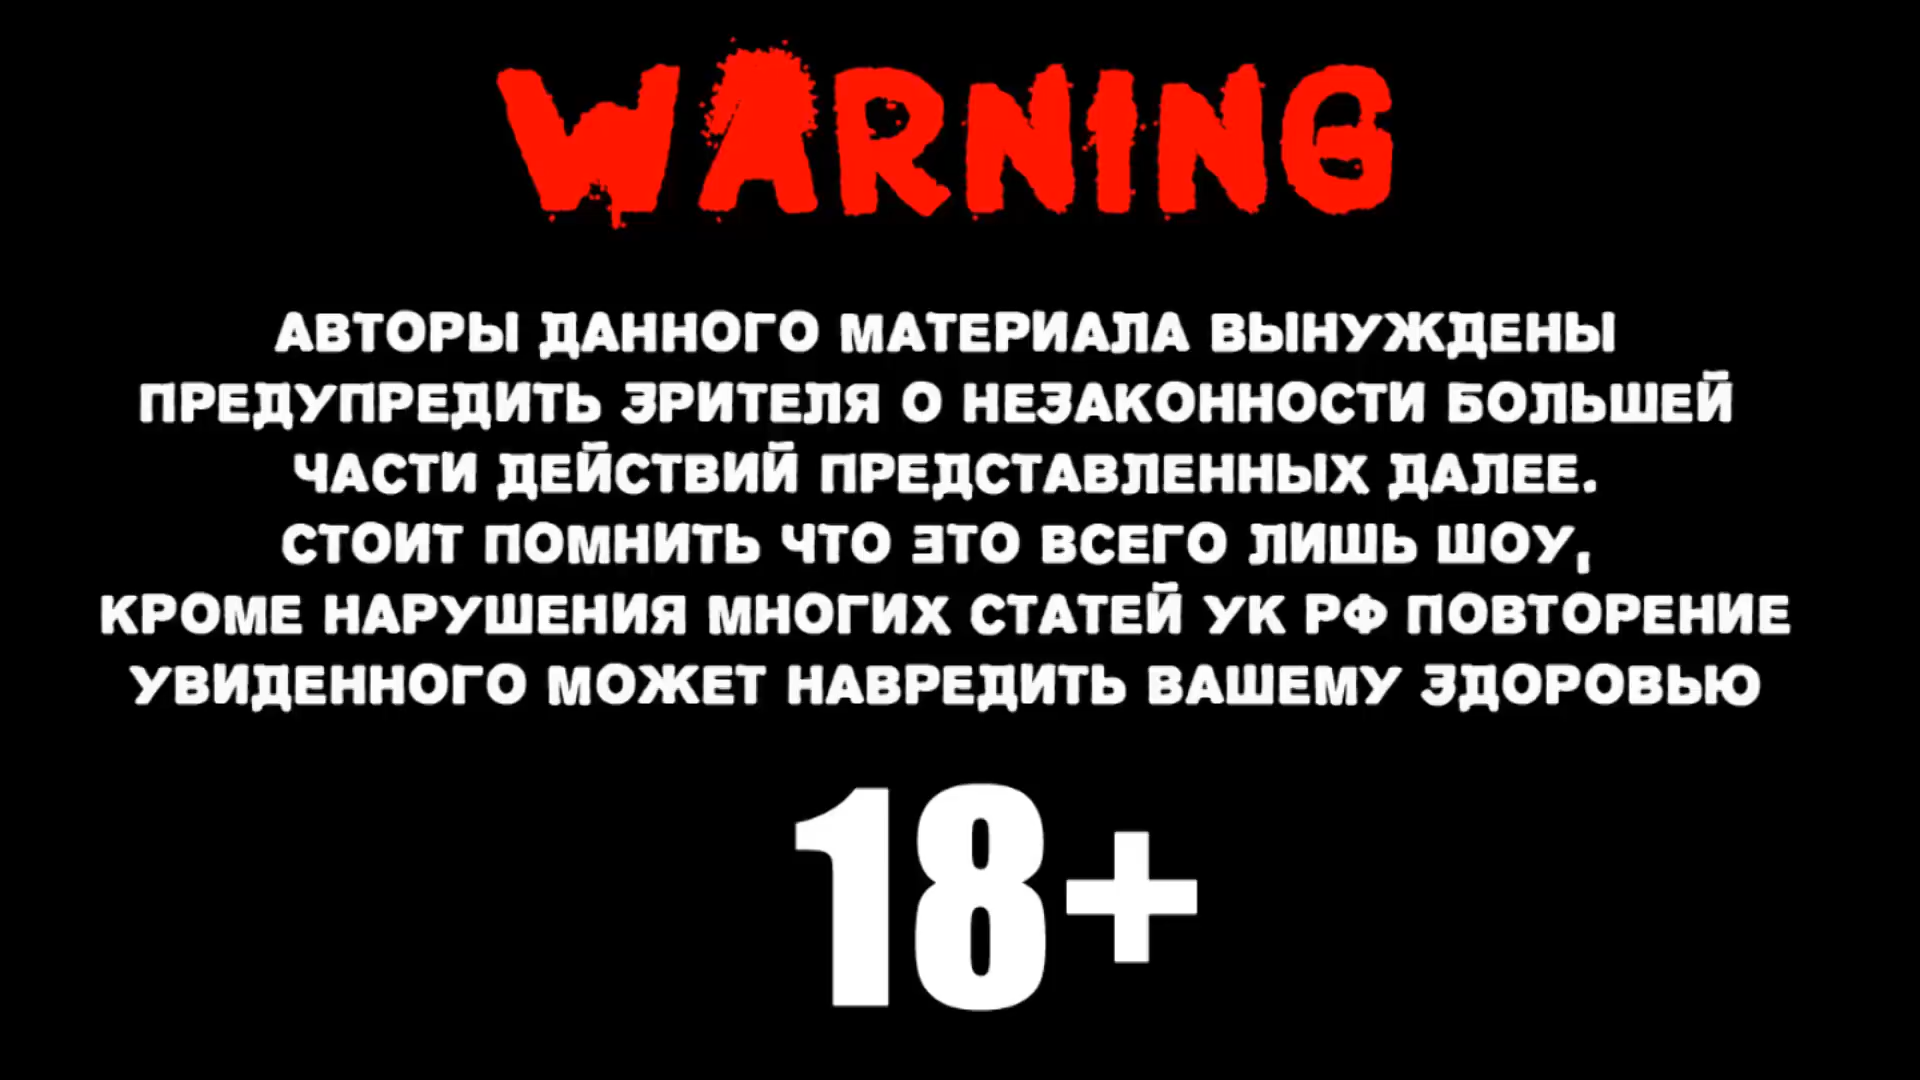 WARNING
АВТОРЫ ДАННОГО МАТЕРИАЛА ВЫНУЖДЕНЫ
ПРЕДУПРЕДИТЬ ЗРИТЕЛЯ О НЕЗАКОННОСТИ БОЛЬШЕЙ
ЧАСТИ ДЕЙСТВИЙ ПРЕДСТАВЛЕННЫХ ДАЛЕЕ.
СТОИТ ПОМНИТЬ ЧТО ЭТО ВСЕГО ЛИШЬ ШОУ,
КРОМЕ НАРУШЕНИЯ МНОГИХ СТАТЕЙ УК РФ ПОВТОРЕНИЕ
УВИДЕННОГО МОЖЕТ НАВРЕДИТЬ ВАШЕМУ ЗДОРОВЬЮ
18+